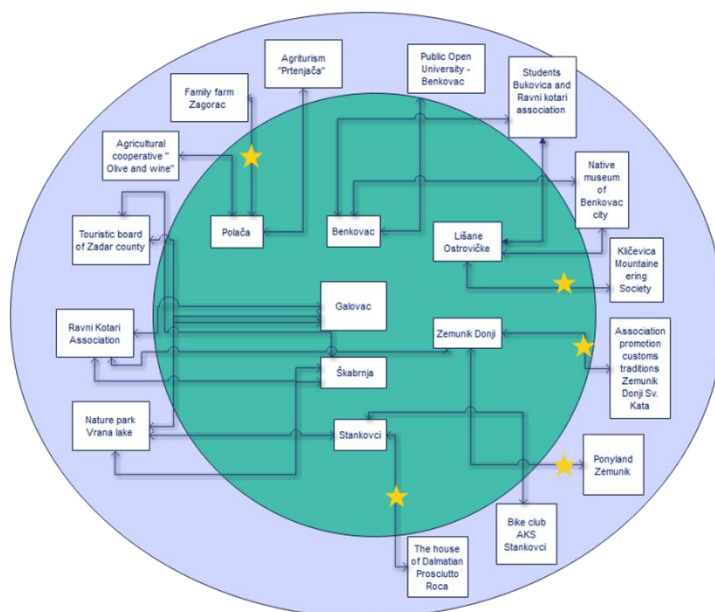 Agriturism
"Prtenjača"
Public Open
University -
Benkovac
Students
Bukovica and
Ravni kotari
association
Family farm
Zagorac
Agricultural
cooperative "
Olive and wine"
Native
museum of
Benkovac
city
Touristic board
of Zadar county
Polača
Benkovac
Lišane
Ostrovičke
Kličevica
Mountaine
ering
Society
Galovac
Ravni Kotari
Association
Zemunik Donji
Association
promotion
customs
traditions
Zemunik
Donji Sv.
Kata
Škabrnja
Nature park
Vrana lake
Stankovci
Ponyland
Zemunik
Bike club
AKS
Stankovci
The house
of Dalmatian
Prosciutto
Roca